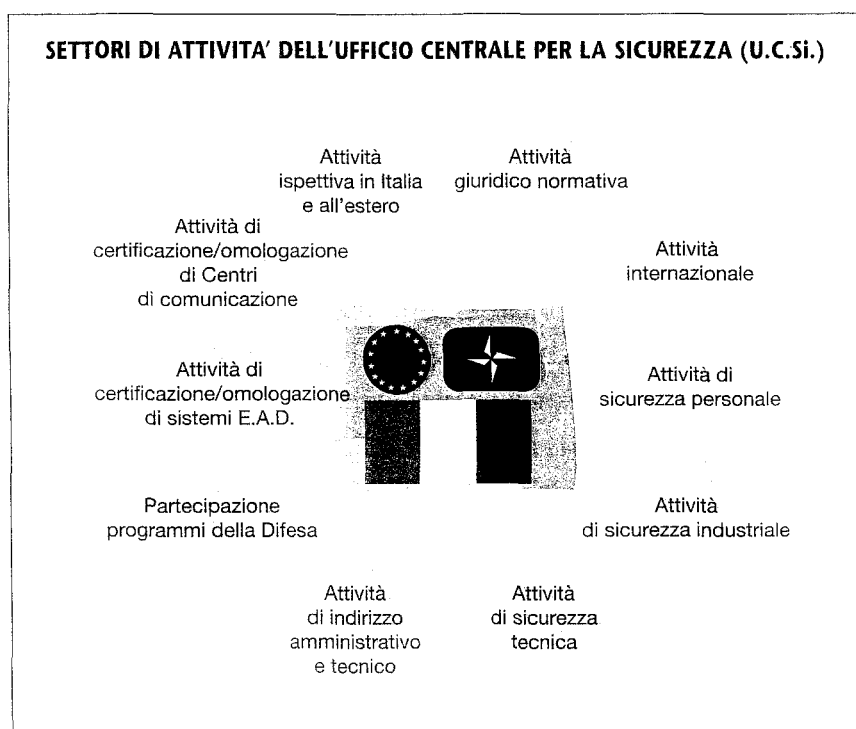 SETTORI DI ATTIVITA' DELL'UFFICIO CENTRALE PER LA SICUREZZA (U.C.Si.)
Attività
ispettiva in Italia
e all'estero
Attività
giuridico normativa
Attività di
certificazione/omologazione
di Centri
di comunicazione
Attività
internazionale
Attività di
certificazione/omologazione
di sistemi E.A.D.
Attività di
sicurezza personale
Partecipazione
programmi della Difesa
Attività
di sicurezza industriale
Attività
di indirizzo
amministrativo
e tecnico
Attività
di sicurezza
tecnica